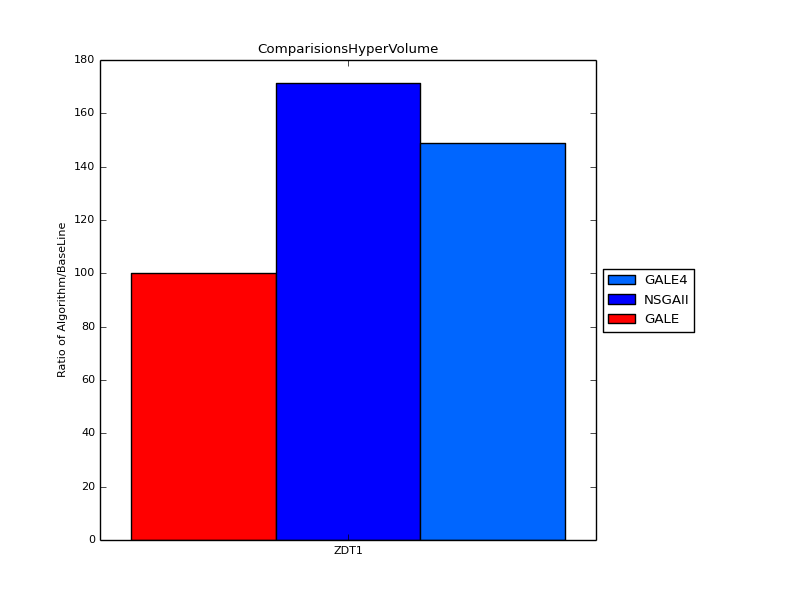 ComparisionsHyperVolume
180
160
140
120
100
80
60
40
20
0
Ratio of Algorithm/BaseLine
ZDT1
GALE4
NSGAII
GALE